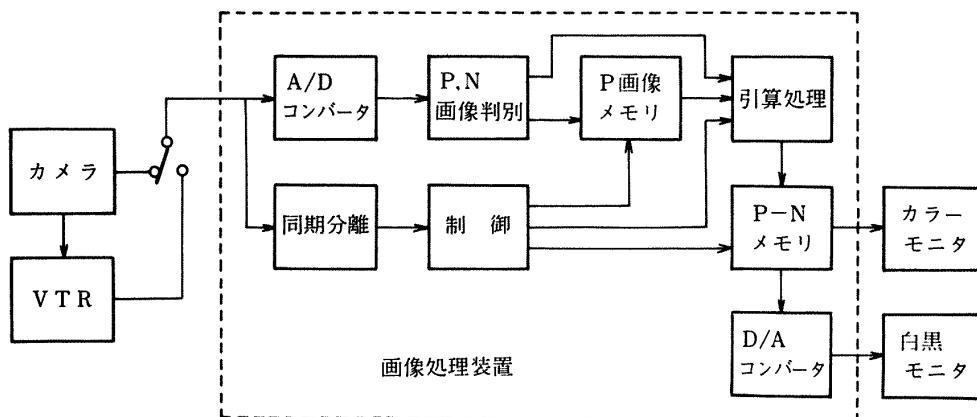 カメラ
VTR
A/D
コンバータ
P,N
画像判別
P画像
メモリ
引算処理
同期分離
制 御
P-N
メモリ
カラー
モニタ
D/A
コンバータ
白黒
モニタ
画像処理装置